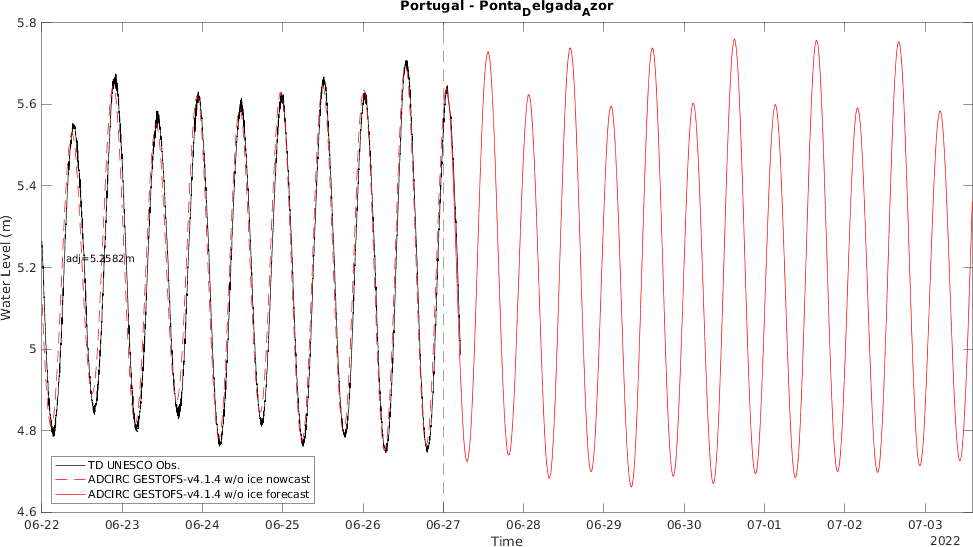 Portugal - PontaDelgadaAzor
5.8
5.6
5.4
5.2
5
4.8
4.6
Water Level (m)
adj=5.2582m
TD UNESCO Obs.
ADCIRC GESTOFS-v4.1.4 w/o ice nowcast
ADCIRC GESTOFS-v4.1.4 w/o ice forecast
06-22 06-23 06-24 06-25 06-26 06-27 06-28 06-29 06-30 07-01 07-02 07-03
Time
2022